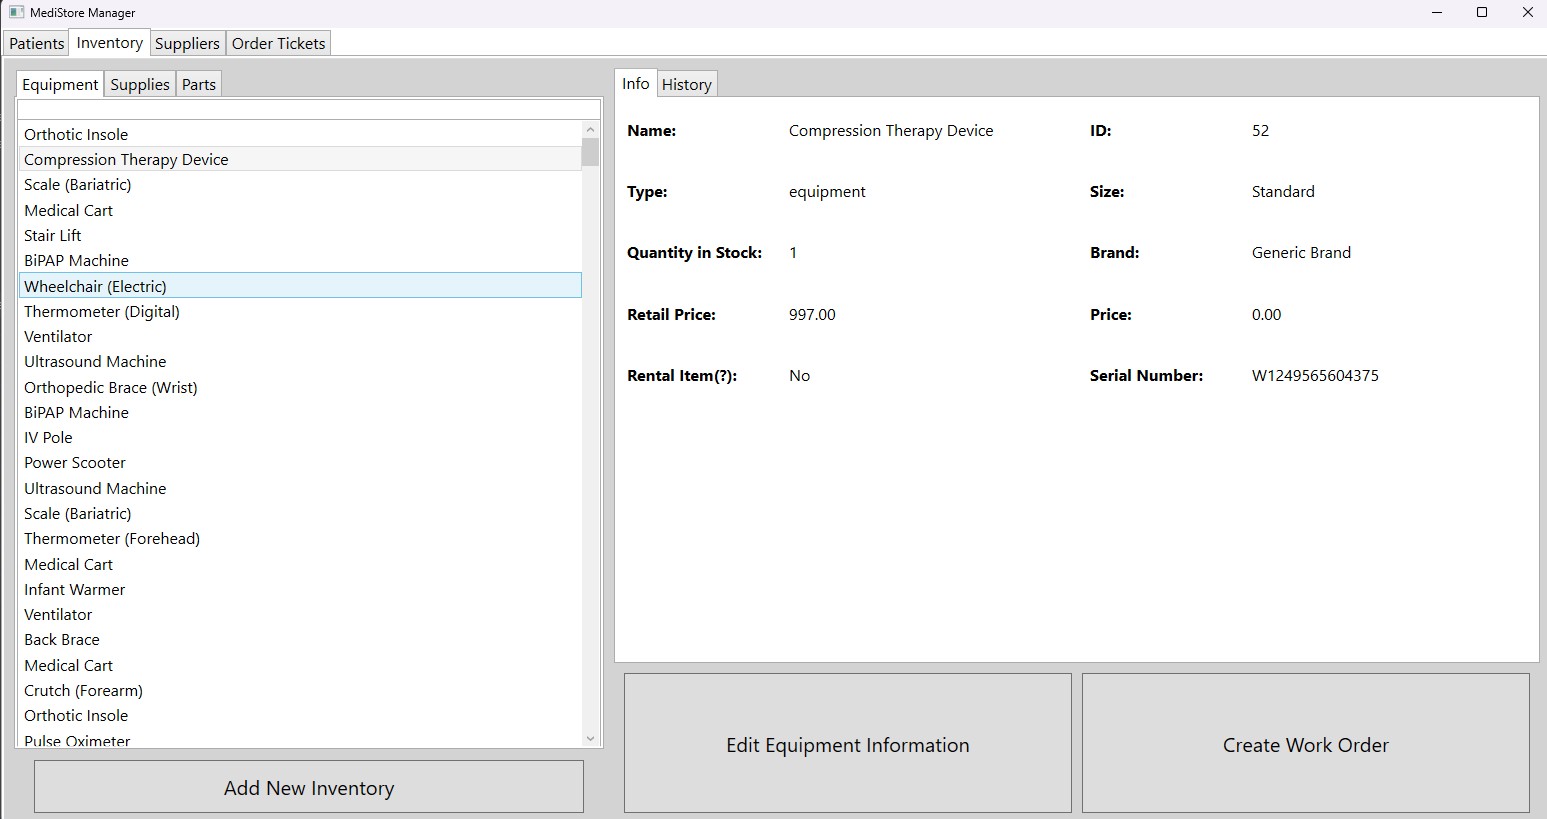 MediStore Manager
Patients Inventory Suppliers Order Tickets
Equipment Supplies Parts
Orthotic Insole
Compression Therapy Device
Scale (Bariatric)
Medical Cart
Stair Lift
BiPAP Machine
Wheelchair (Electric)
Thermometer (Digital)
Ventilator
Ultrasound Machine
Orthopedic Brace (Wrist)
BiPAP Machine
IV Pole
Power Scooter
Ultrasound Machine
Scale (Bariatric)
Thermometer (Forehead)
Medical Cart
Infant Warmer
Ventilator
Back Brace
Medical Cart
Crutch (Forearm)
Orthotic Insole
Pulse Oximeter
Add New Inventory
Info History
Name: Compression Therapy Device ID: 52
Type: equipment Size: Standard
Quantity in Stock: 1 Brand: Generic Brand
Retail Price: 997.00 Price: 0.00
Rental Item(?): No Serial Number: W1249565604375
Edit Equipment Information Create Work Order